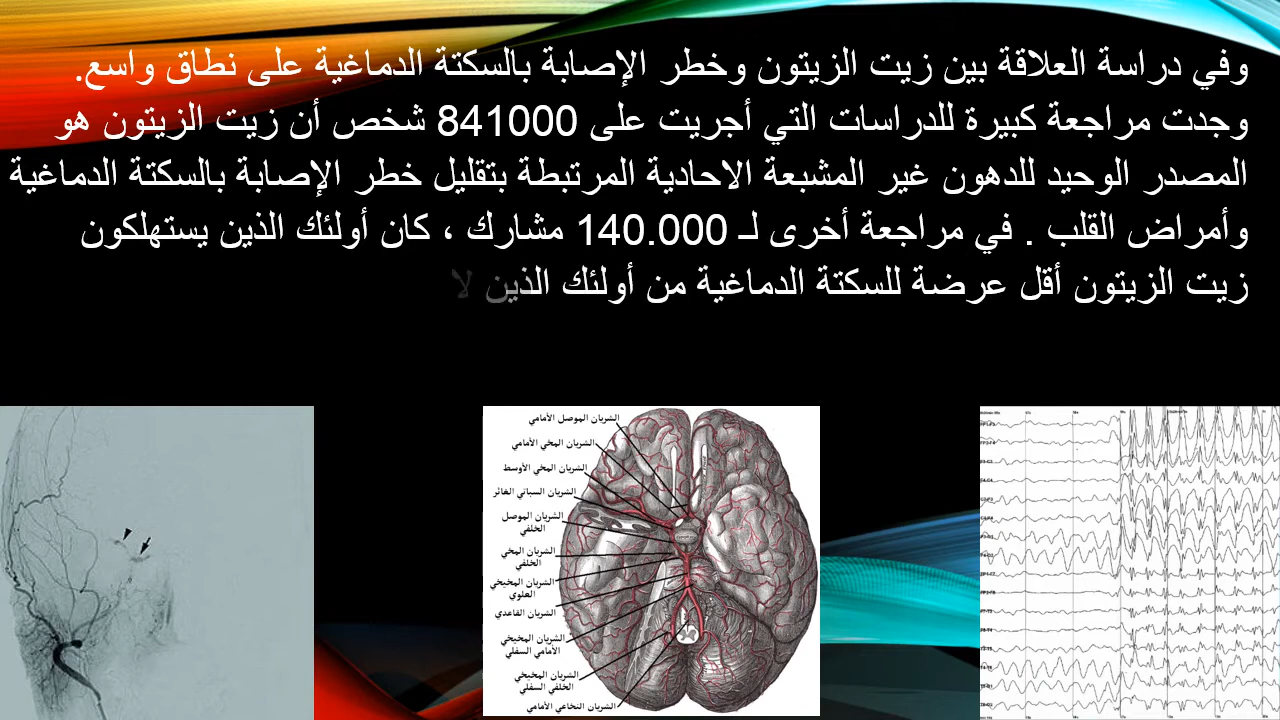 وفي دراسة العلاقة بين زيت الزيتون وخطر الإصابة بالسكتة الدماغية على نطاق واسع.
وجدت مراجعة كبيرة للدراسات التي أجريت على 841000 شخص أن زيت الزيتون هو
المصدر الوحيد للدهون غير المشبعة الاحادية المرتبطة بتقليل خطر الإصابة بالسكتة الدماغية
وأمراض القلب . في مراجعة أخرى لـ 140.000 مشارك ، كان أولئك الذين يستهلكون
زيت الزيتون أقل عرضة للسكتة الدماغية من أولئك الذين لا
الشريان الموصل الأمامي
الشريان المخي الأمامي
الشريان المخي الأوسط
الشريان السباتي الغائر
الشريان الموصل
الخلفي
الشريان المخي
الخلفي
الشريان المخيخي
العلوي
الشريان القاعدي
الشريان المخيخي
الأمامي السفلي
الشريان المخيخي
الخلفي السفلي
الشريان النخاعي الأمامي